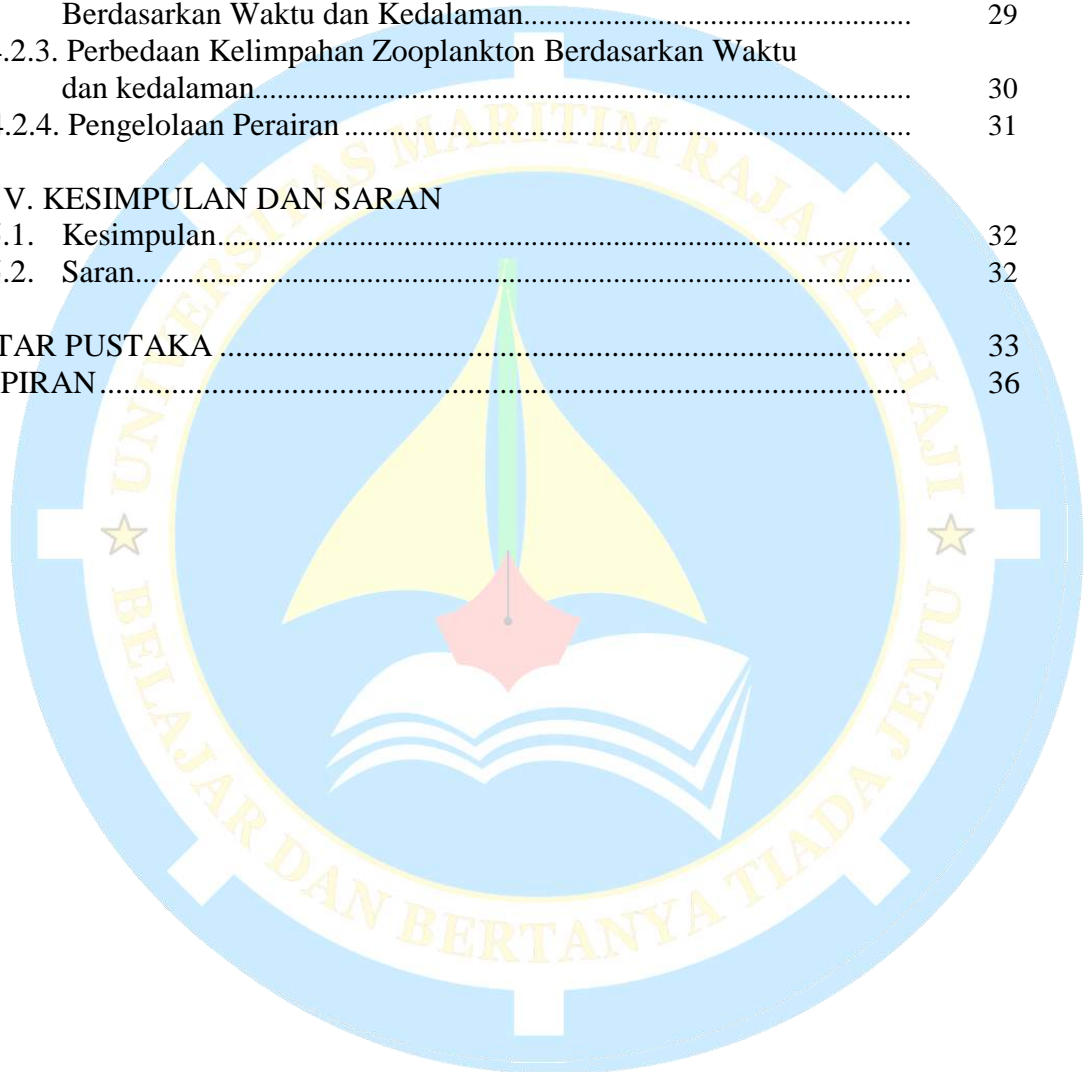 Berdasarkan Waktu dan Kedalaman.................................................. 29
4.2.3. Perbedaan Kelimpahan Zooplankton Berdasarkan Waktu
dan kedalaman.................................................................................... 30
4.2.4. Pengelolaan Perairan ........................................................................ 31
V. KESIMPULAN DAN SARAN
.1. Kesimpulan......................................................................................... 32
.2. Saran................................................................................................... 32
TAR PUSTAKA ........................................................................................ 33
PIRAN....................................................................................................... 36
UNIVERSITAS MARITIM RAJA ALI HAJI
BELAJAR DAN BERTANYA TIADA JEMU